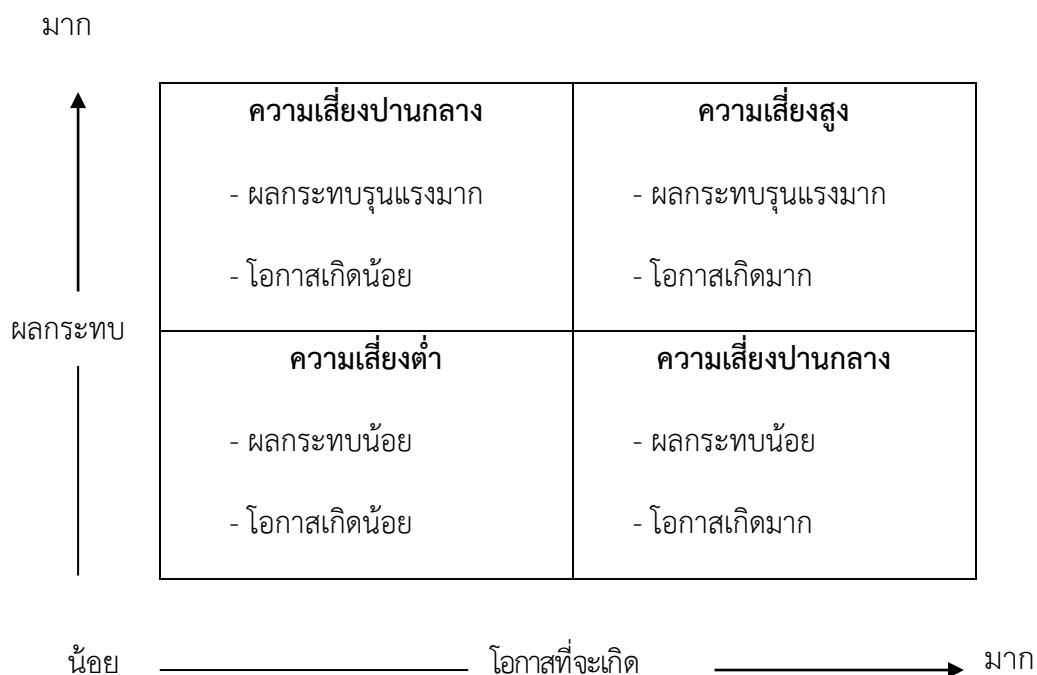 มาก
ความเสี่ยงปานกลาง ความเสี่ยงสูง
- ผลกระทบรุนแรงมาก - ผลกระทบรุนแรงมาก
- โอกาสเกิดน้อย - โอกาสเกิดมาก
ผลกระทบ
ความเสี่ยงต่ำ ความเสี่ยงปานกลาง
- ผลกระทบน้อย - ผลกระทบน้อย
- โอกาสเกิดน้อย - โอกาสเกิดมาก
น้อย โอกาสที่จะเกิด มาก